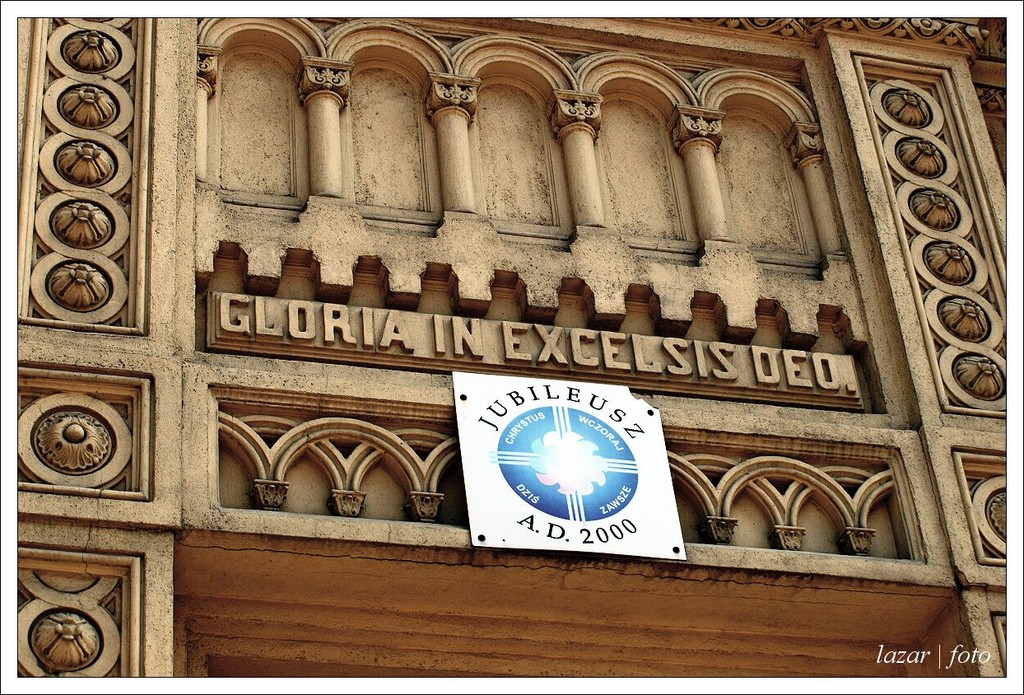 GLORIA IN EXCELSIS DEO.
JUBILEUSZ
CHRYSTUS WCZORAJ
DZIŚ ZAWSZE
A.D. 2000
lazar | foto